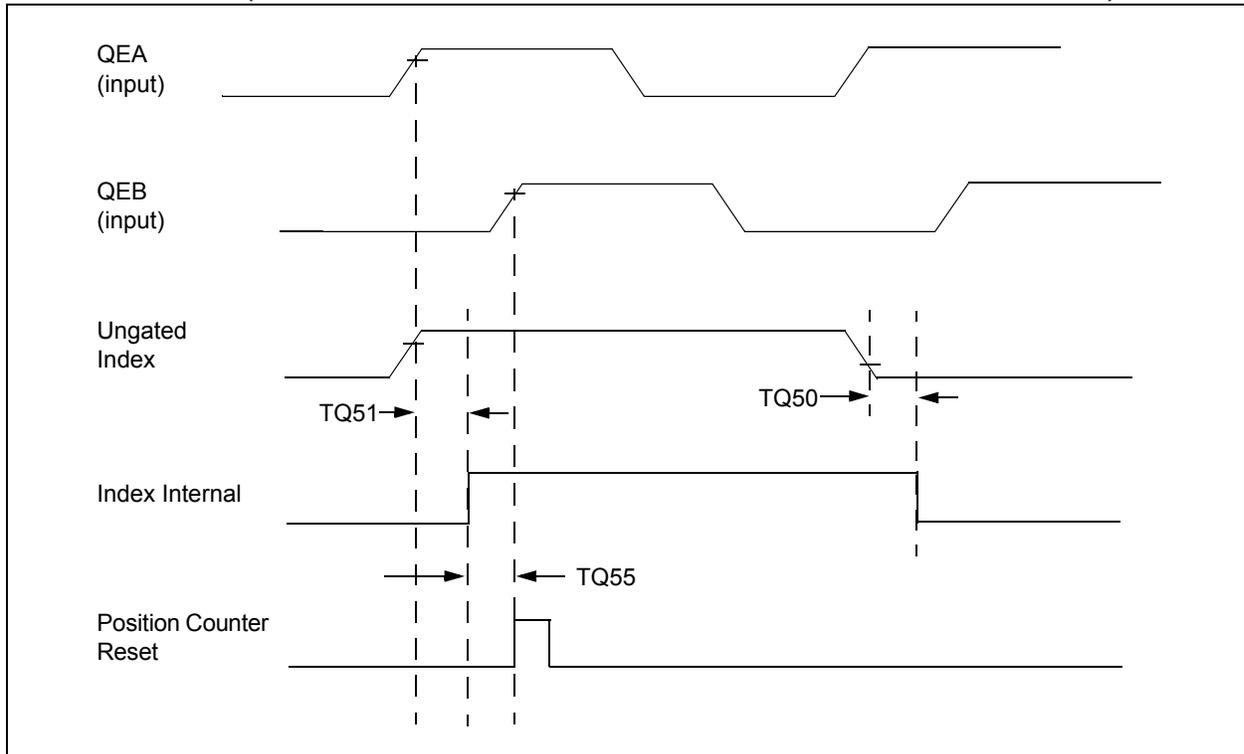 QEA
(input)
QEB
(input)
Ungated
Index
TQ51
TQ50
Index Internal
TQ55
Position Counter
Reset